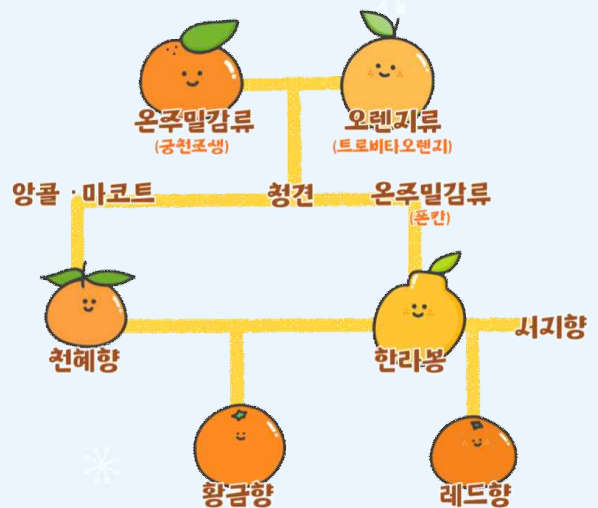 온주밀감류
(궁천조생)
오렌지류
(트로비타오렌지)
앙콜·마코트
청견
온주밀감류
(폰칸)
천혜향
한라봉
서지향
황금향
레드향